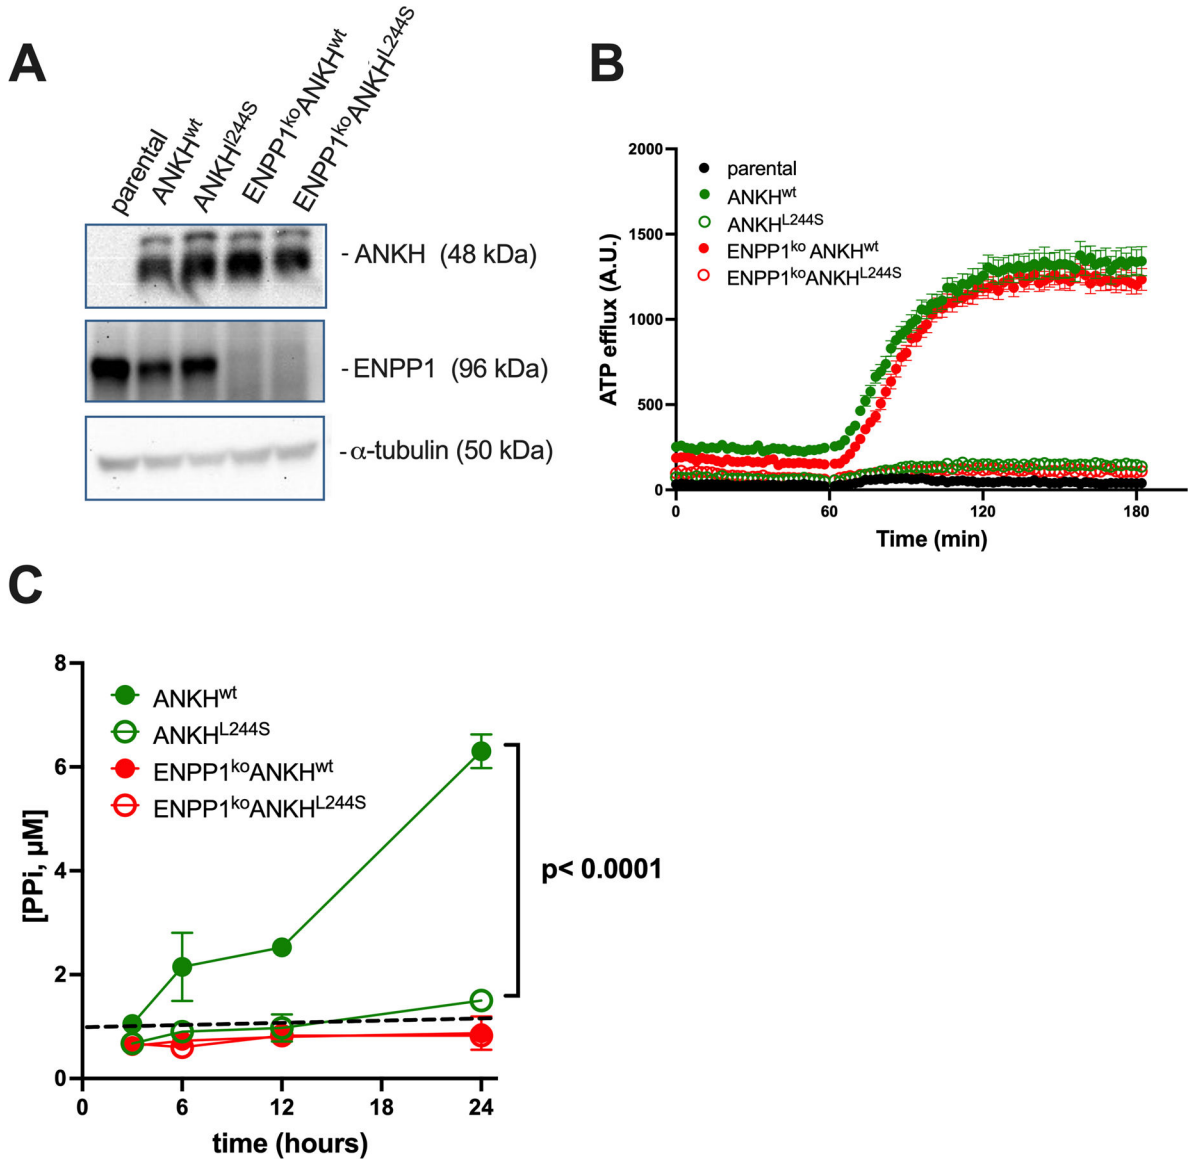 A
parental
ANKHwt
ANKHl244S
ENPP1koANKHwt
ENPP1koANKHL244S
-ANKH (48 kDa)
-ENPP1 (96 kDa)
-α-tubulin (50 kDa)
B
2000
1500
1000
500
0
ATP efflux (A.U.)
parental
ANKHwt
ANKHL244S
ENPP1ko ANKHwt
ENPP1koANKHL244S
0 60 120 180
Time (min)
C
8
6
4
2
0
[PPi, µM]
ANKHwt
ANKHL244S
ENPP1koANKHwt
ENPP1koANKHL244S
p< 0.0001
0 6 12 18 24
time (hours)